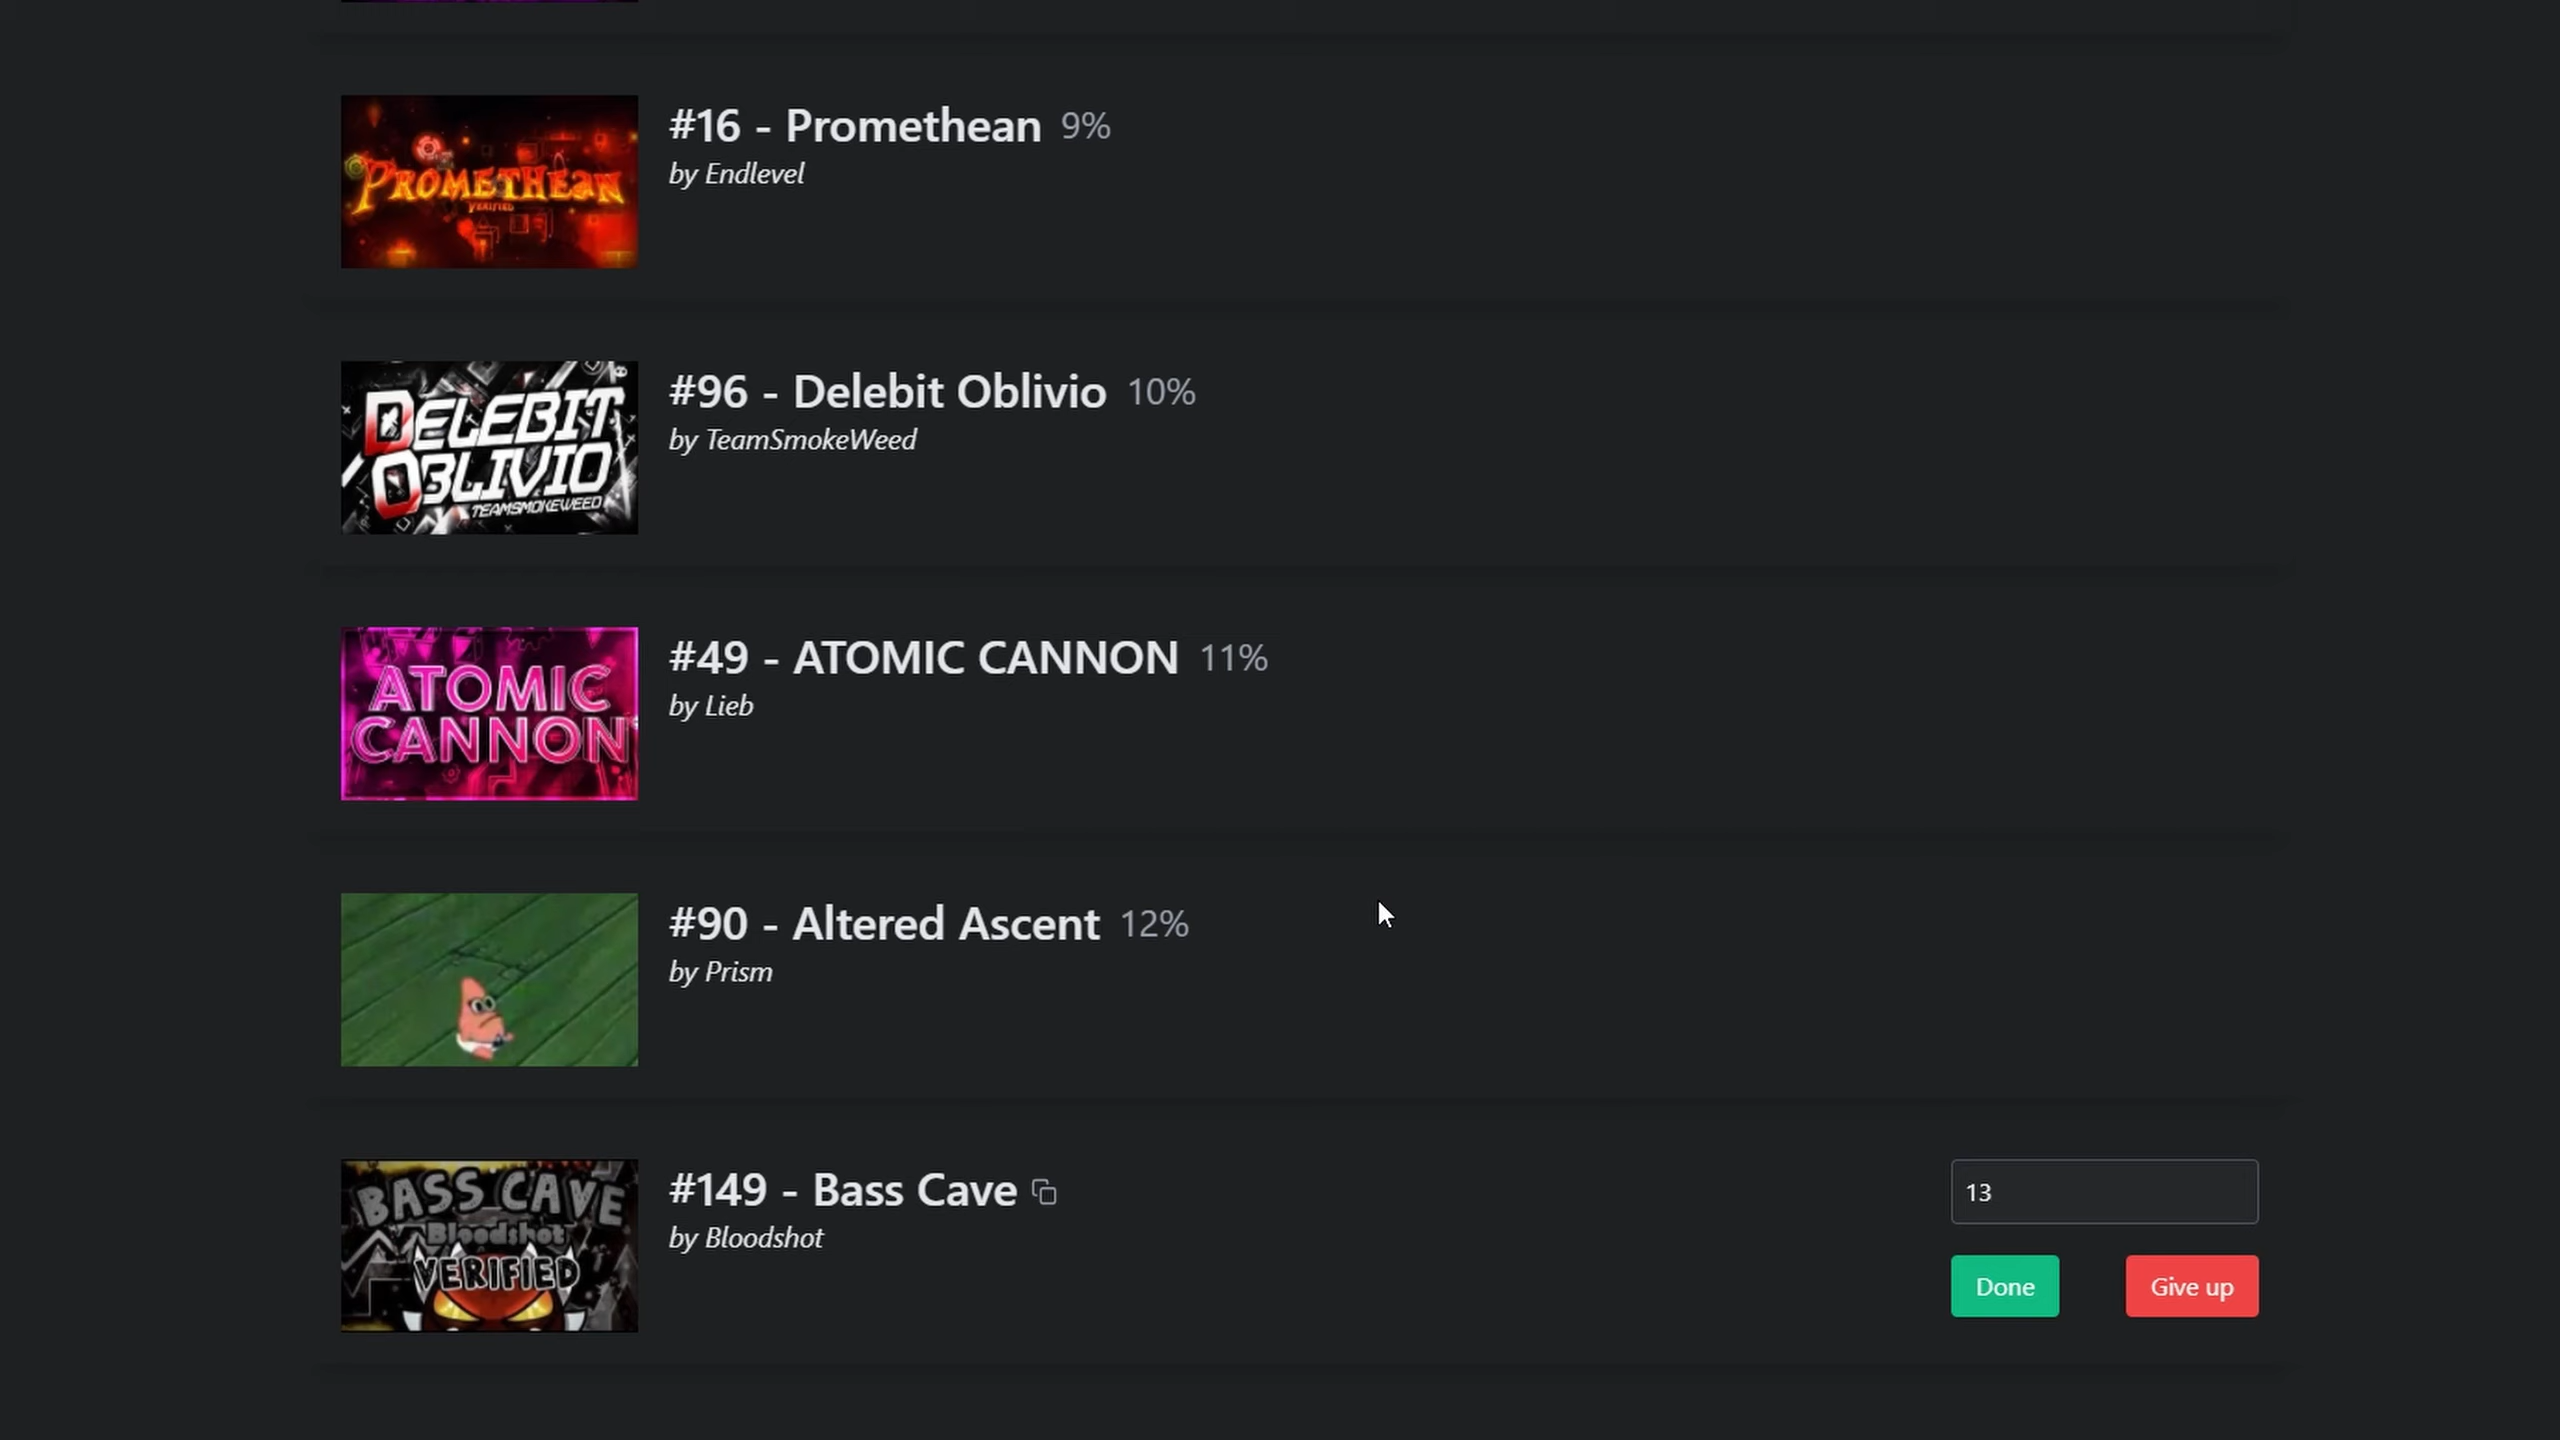 PROMETHEAN
VERIFIED
#16 - Promethean 9%
by Endlevel
DELEBIT
OBLIVIO
TEAMSMOKEWEED
#96 - Delebit Oblivio 10%
by TeamSmokeWeed
ATOMIC
CANNON
#49 - ATOMIC CANNON 11%
by Lieb
#90 - Altered Ascent 12%
by Prism
BASS CAVE
Bloodshot
VERIFIED
#149 - Bass Cave
by Bloodshot
13
Done
Give up